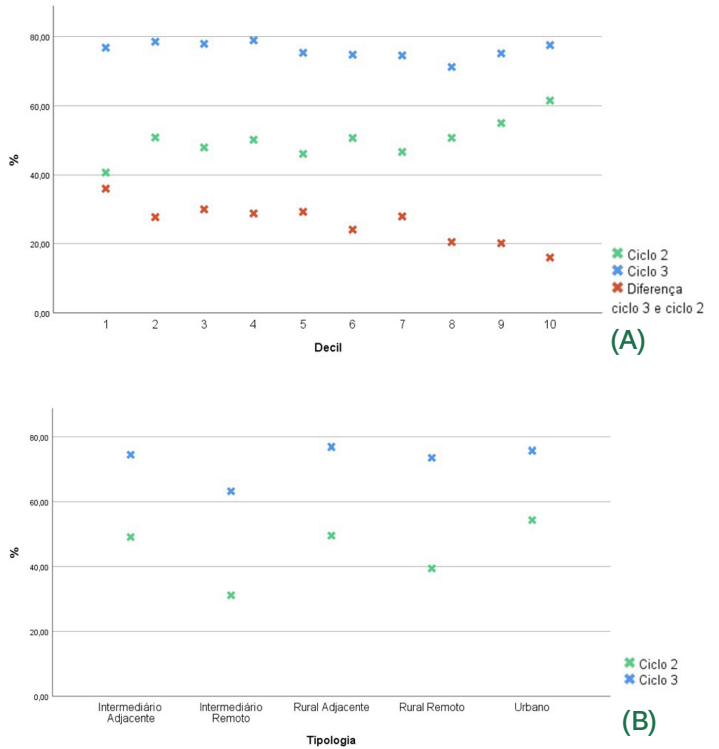 80,00
60,00
%
40,00
20,00
0,00
1 2 3 4 5 6 7 8 9 10
Decil
Ciclo 2
Ciclo 3
Diferença
ciclo 3 e ciclo 2
(A)
80,00
60,00
%
40,00
20,00
0,00
Intermediário Intermediário Rural Adjacente Rural Remoto Urbano
Adjacente Remoto
Tipologia
Ciclo 2
Ciclo 3
(B)